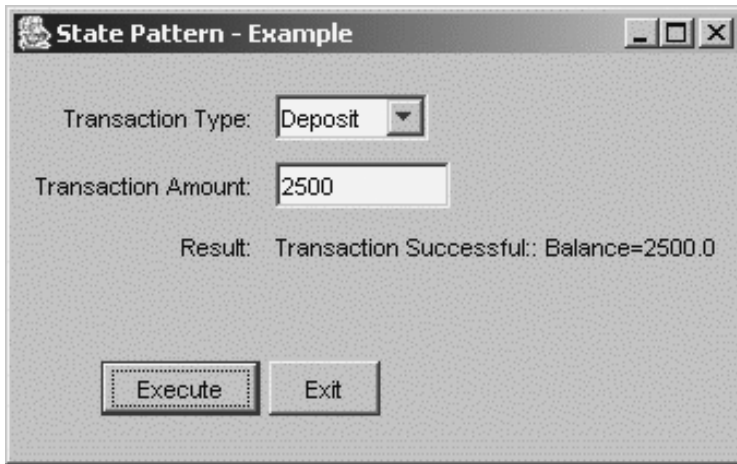 State Pattern - Example
Transaction Type: Deposit
Transaction Amount: 2500
Result: Transaction Successful:: Balance=2500.0
Execute Exit